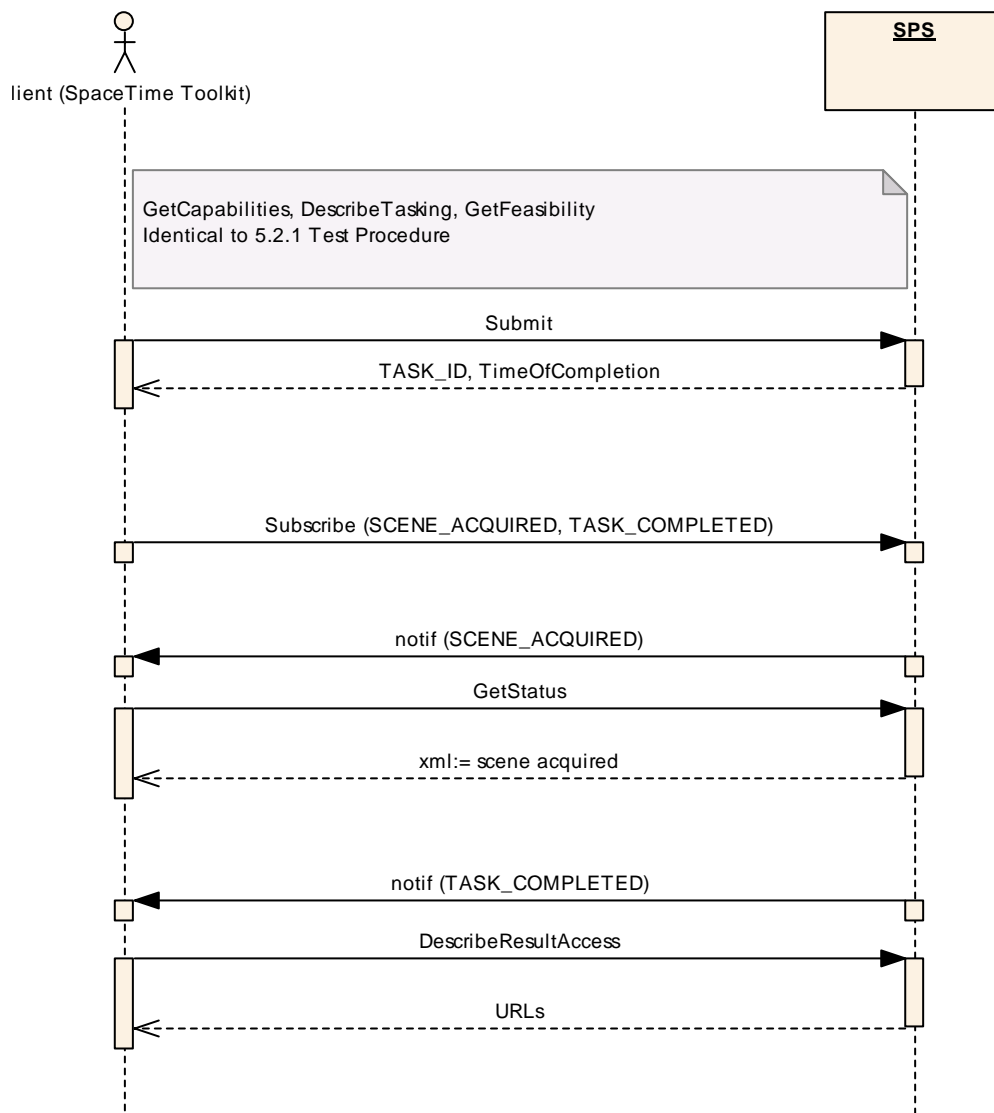 SPS
lient (SpaceTime Toolkit)
GetCapabilities, DescribeTasking, GetFeasibility
Identical to 5.2.1 Test Procedure
Submit
TASK_ID, TimeOfCompletion
Subscribe (SCENE_ACQUIRED, TASK_COMPLETED)
notif (SCENE_ACQUIRED)
GetStatus
xml:= scene acquired
notif (TASK_COMPLETED)
DescribeResultAccess
URLs